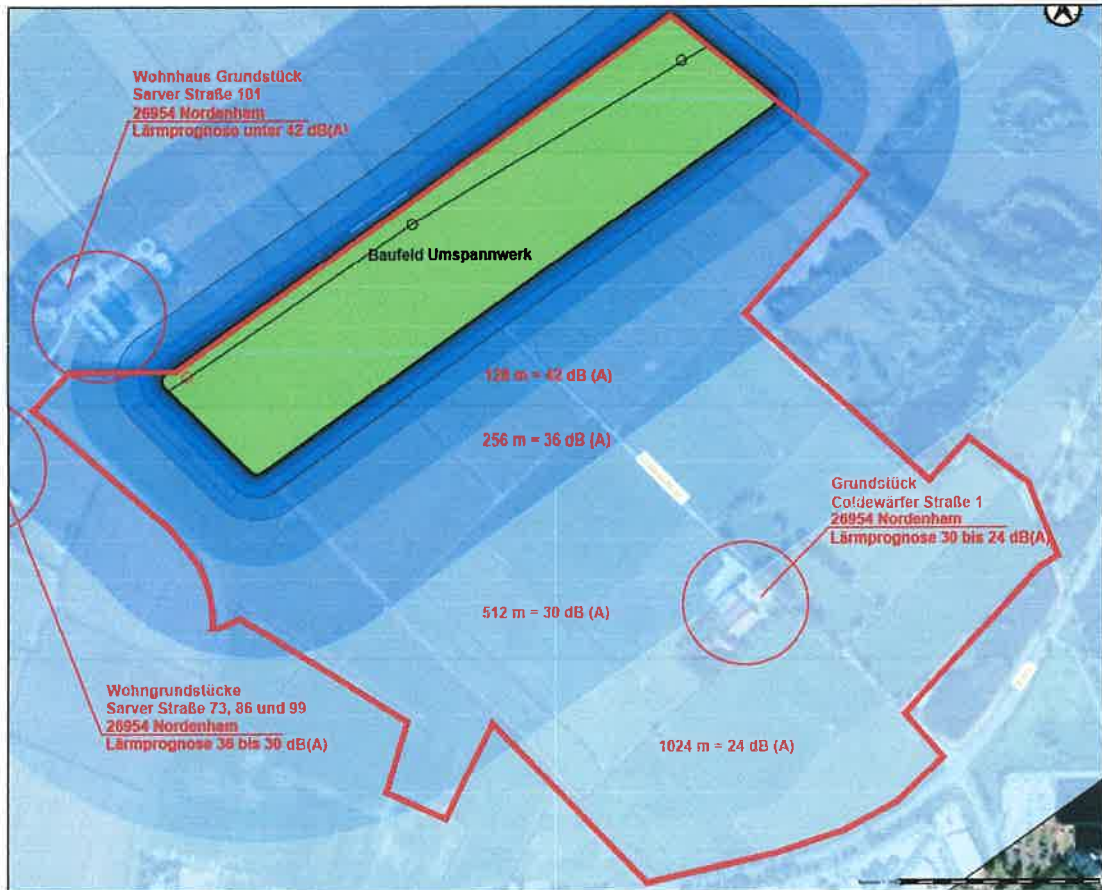 Wohnhaus Grundstück
Sarver Straße 101
26954 Nordenham
Lärmprognose unter 42 dB(A)
Baufeld Umspannwerk
128 m = 42 dB (A)
256 m = 36 dB (A)
Grundstück
Coldewärfer Straße 1
26954 Nordenham
Lärmprognose 30 bis 24 dB(A)
512 m = 30 dB (A)
Wohngrundstücke
Sarver Straße 73, 86 und 99
26954 Nordenham
Lärmprognose 36 bis 30 dB(A)
1024 m = 24 dB (A)